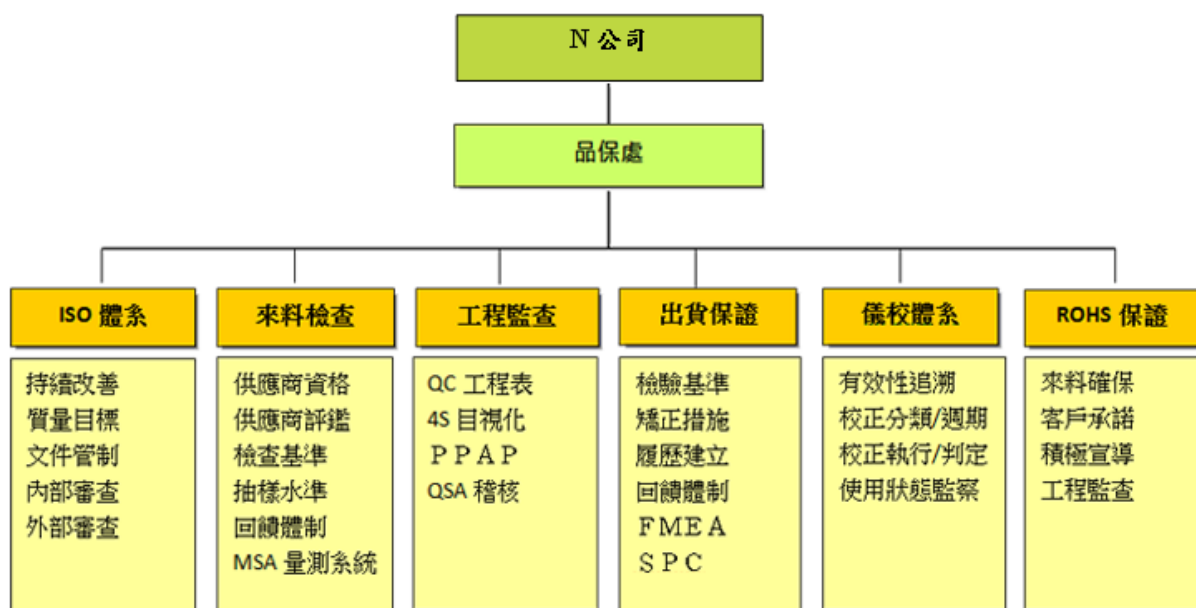 N 公司
品保處
ISO 體系
持續改善
質量目標
文件管制
內部審查
外部審查
來料檢查
供應商資格
供應商評鑑
檢查基準
抽樣水準
回饋體制
MSA 量測系統
工程監查
QC 工程表
4S 目視化
ＰＰＡＰ
QSA 稽核
出貨保證
檢驗基準
矯正措施
履歷建立
回饋體制
ＦＭＥＡ
ＳＰＣ
儀校體系
有效性追溯
校正分類/週期
校正執行/判定
使用狀態監察
ROHS 保證
來料確保
客戶承諾
積極宣導
工程監查